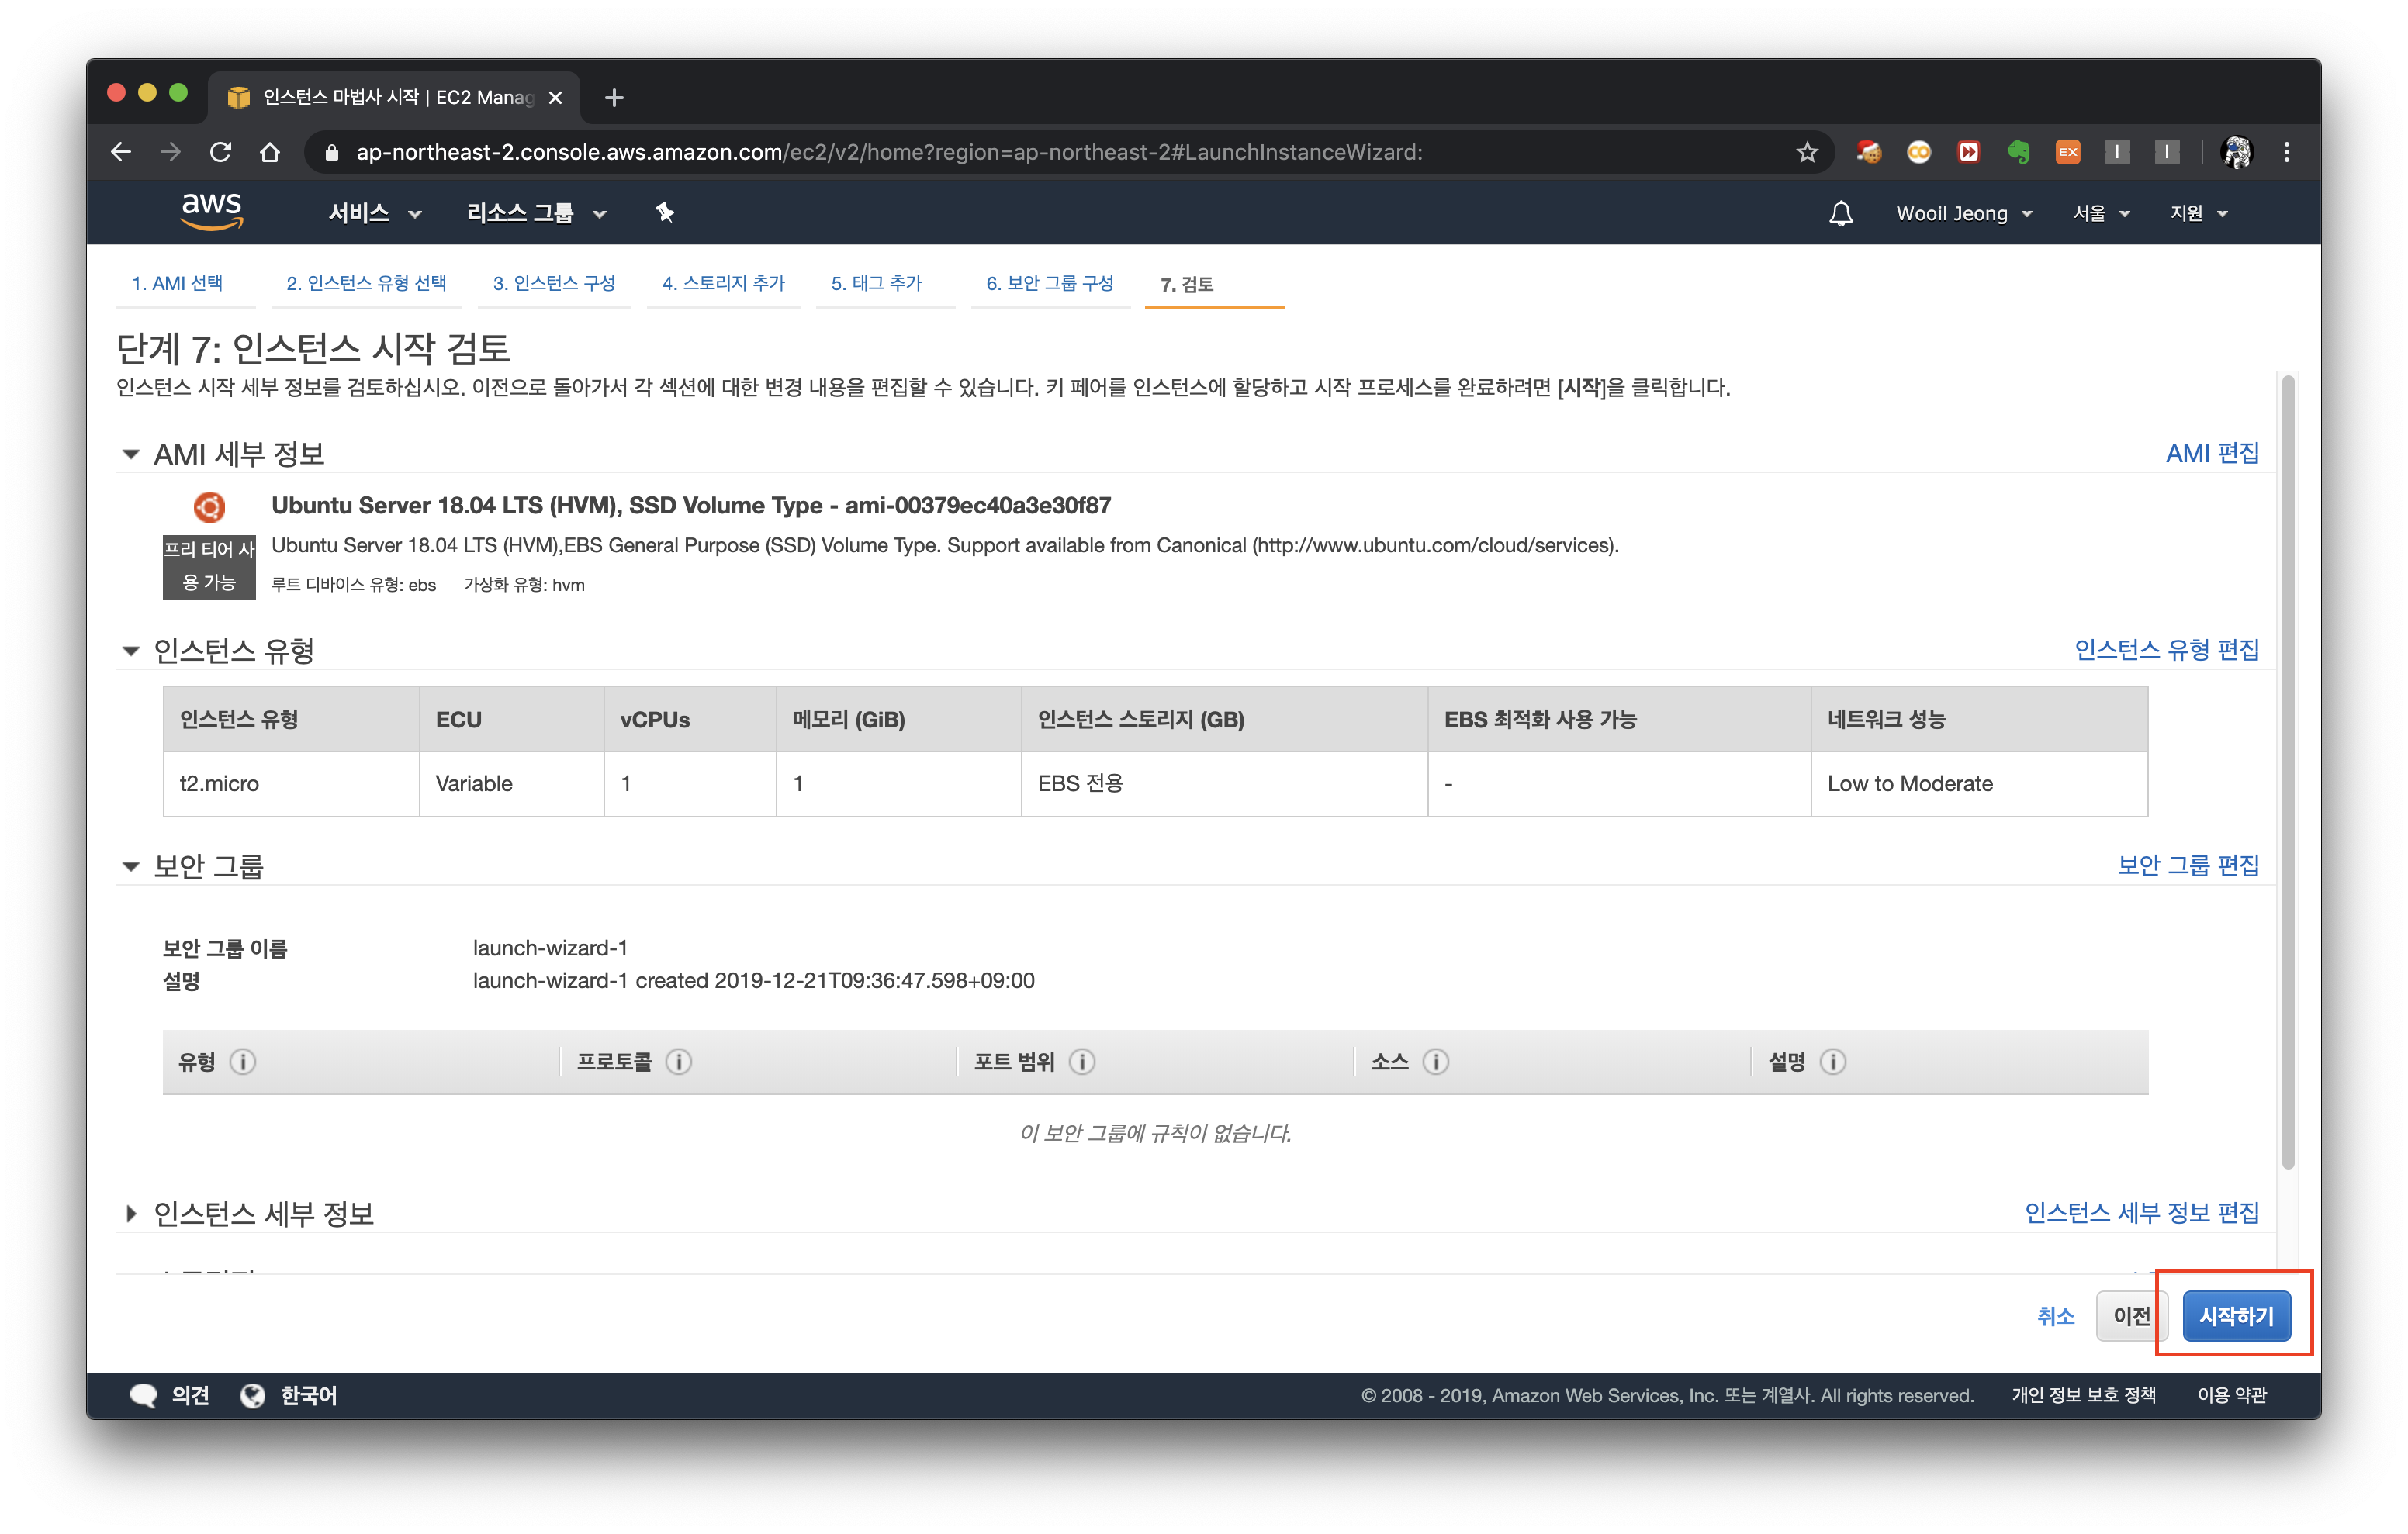 인스턴스 마법사 시작 | EC2 Manag
ap-northeast-2.console.aws.amazon.com/ec2/v2/home?region=ap-northeast-2#LaunchInstanceWizard:
EX
aws 서비스 리소스 그룹 Wooil Jeong 서울 지원
1. AMI 선택 2. 인스턴스 유형 선택 3. 인스턴스 구성 4. 스토리지 추가 5. 태그 추가 6. 보안 그룹 구성 7. 검토
단계 7: 인스턴스 시작 검토
인스턴스 시작 세부 정보를 검토하십시오. 이전으로 돌아가서 각 섹션에 대한 변경 내용을 편집할 수 있습니다. 키 페어를 인스턴스에 할당하고 시작 프로세스를 완료하려면 [시작]을 클릭합니다.
AMI 세부 정보 AMI 편집
Ubuntu Server 18.04 LTS (HVM), SSD Volume Type - ami-00379ec40a3e30f87
프리 티어 사용 가능
Ubuntu Server 18.04 LTS (HVM),EBS General Purpose (SSD) Volume Type. Support available from Canonical (http://www.ubuntu.com/cloud/services).
루트 디바이스 유형: ebs 가상화 유형: hvm
인스턴스 유형 인스턴스 유형 편집
인스턴스 유형 ECU vCPUs 메모리 (GiB) 인스턴스 스토리지 (GB) EBS 최적화 사용 가능 네트워크 성능
t2.micro Variable 1 1 EBS 전용 - Low to Moderate
보안 그룹 보안 그룹 편집
보안 그룹 이름 launch-wizard-1
설명 launch-wizard-1 created 2019-12-21T09:36:47.598+09:00
유형 프로토콜 포트 범위 소스 설명
이 보안 그룹에 규칙이 없습니다.
인스턴스 세부 정보 인스턴스 세부 정보 편집
취소 이전 시작하기
의견 한국어 © 2008 - 2019, Amazon Web Services, Inc. 또는 계열사. All rights reserved. 개인 정보 보호 정책 이용 약관